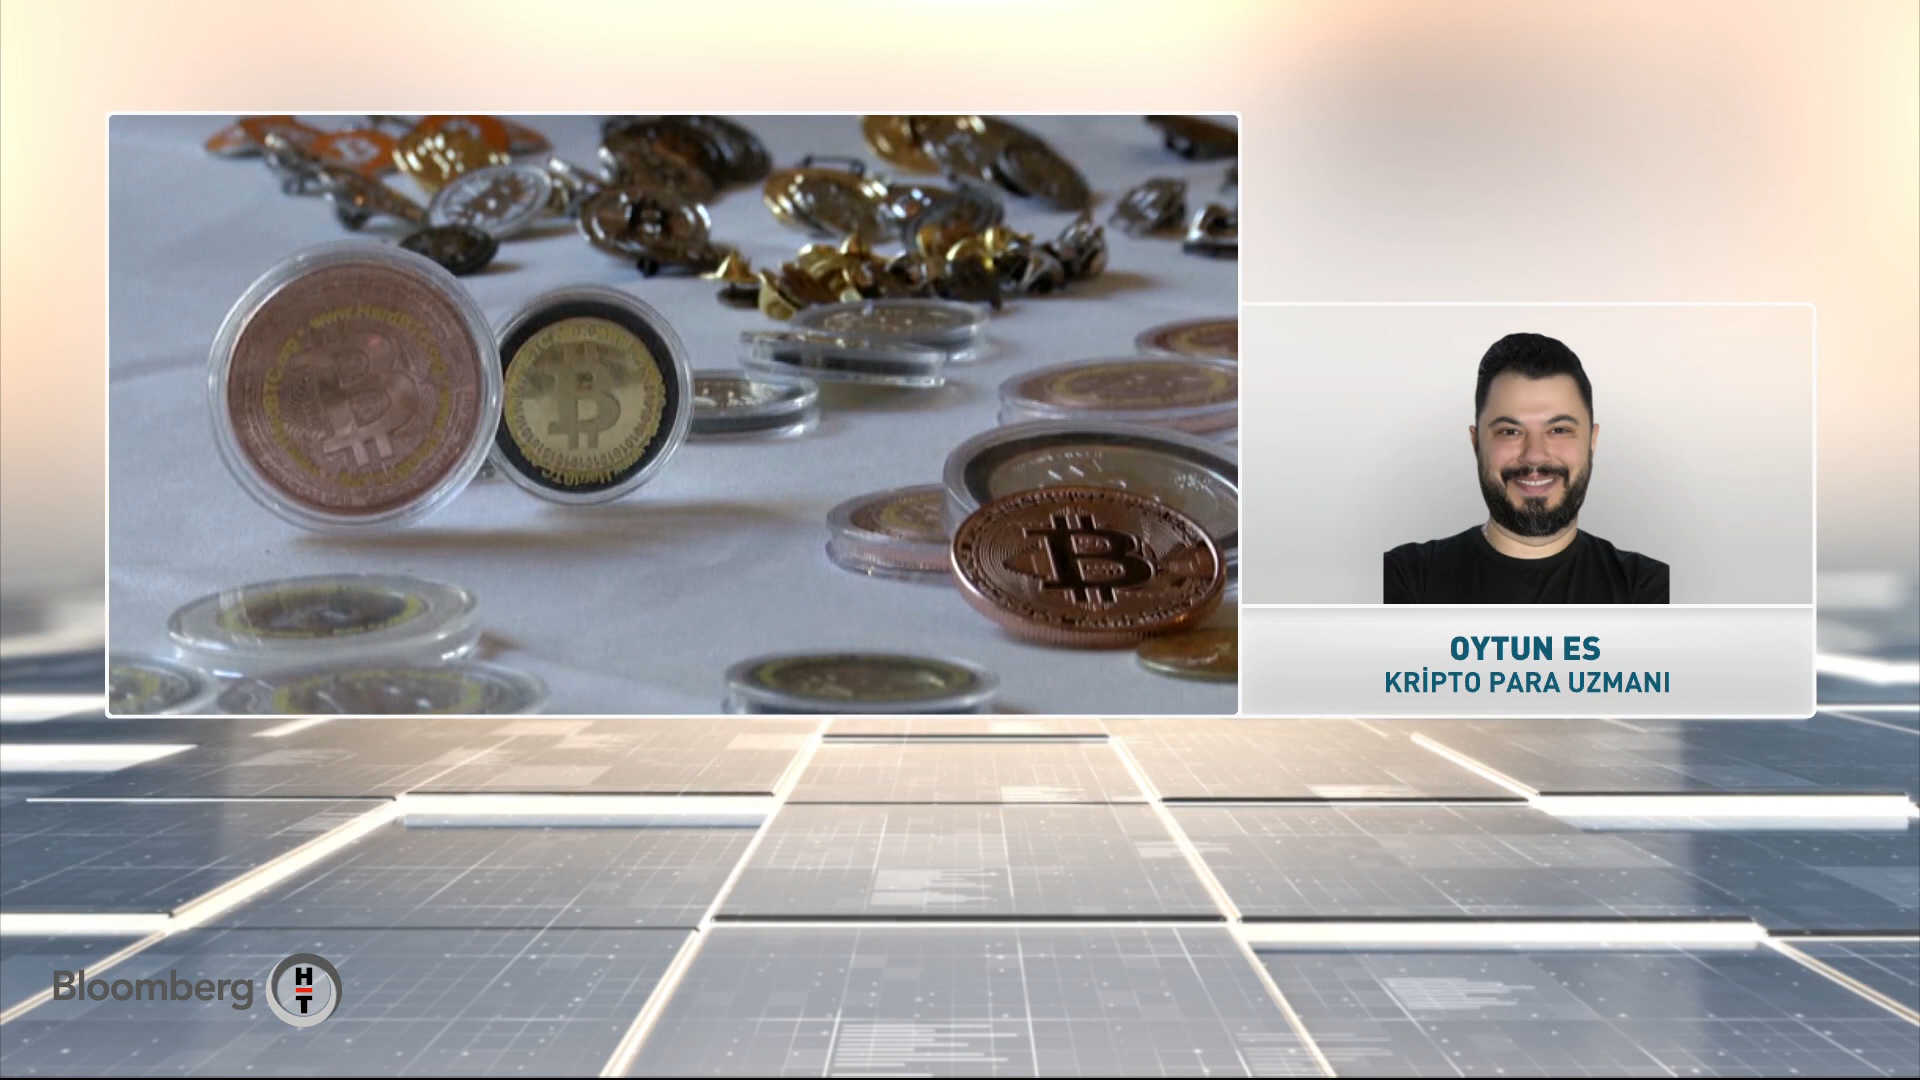 OYTUN ES
KRİPTO PARA UZMANI
Bloomberg
H
T